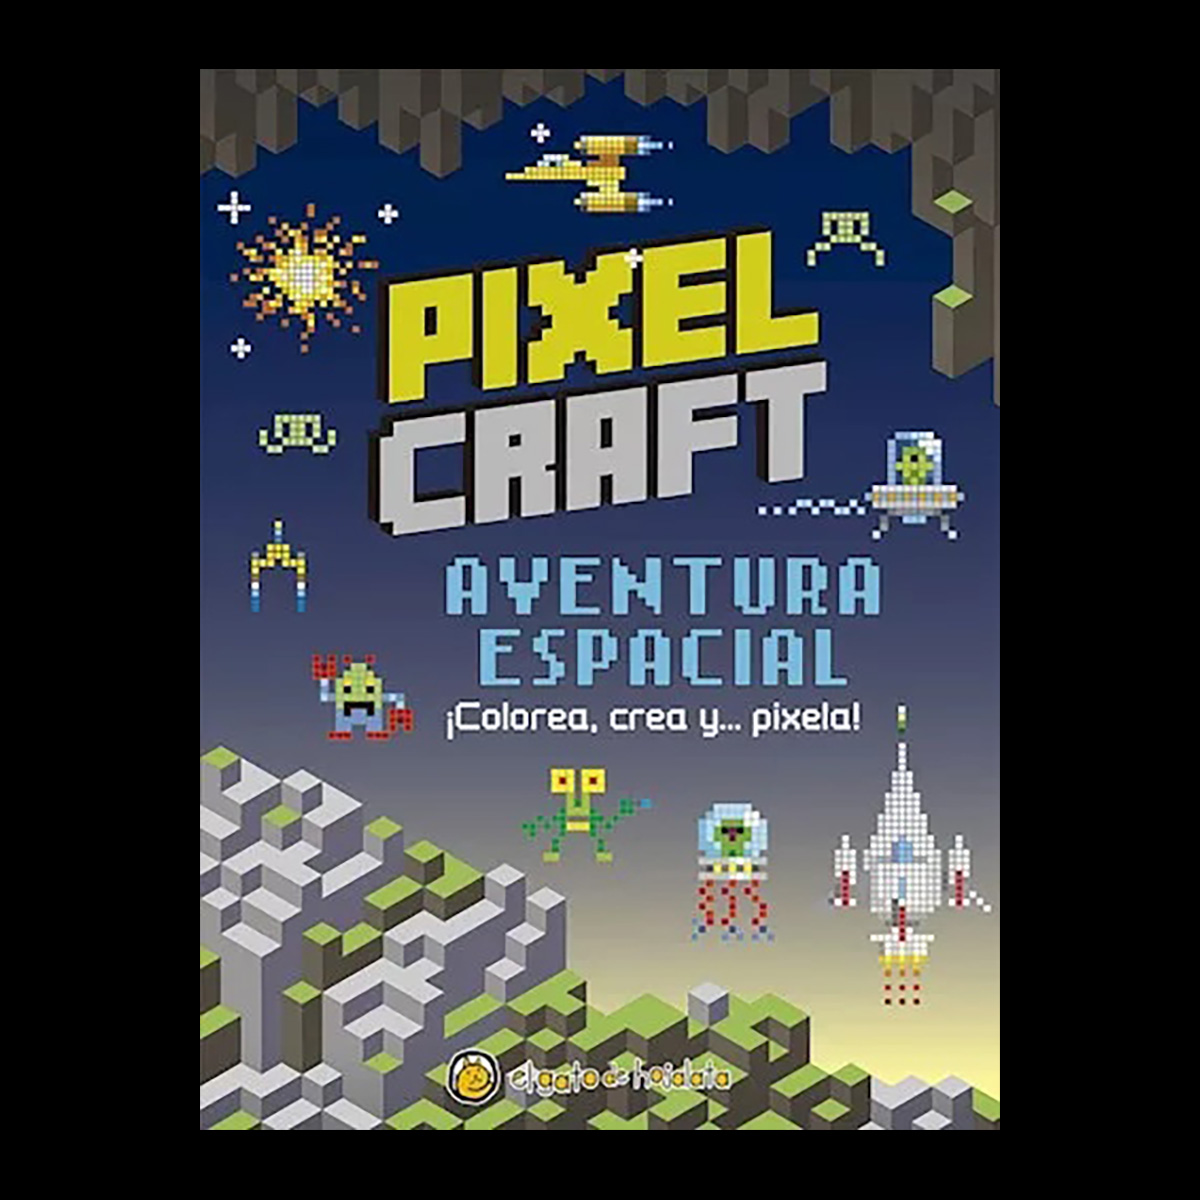 PIXEL
CRAFT
AVENTURA
ESPACIAL
¡Colorea, crea y... pixela!
el gato de hojalata